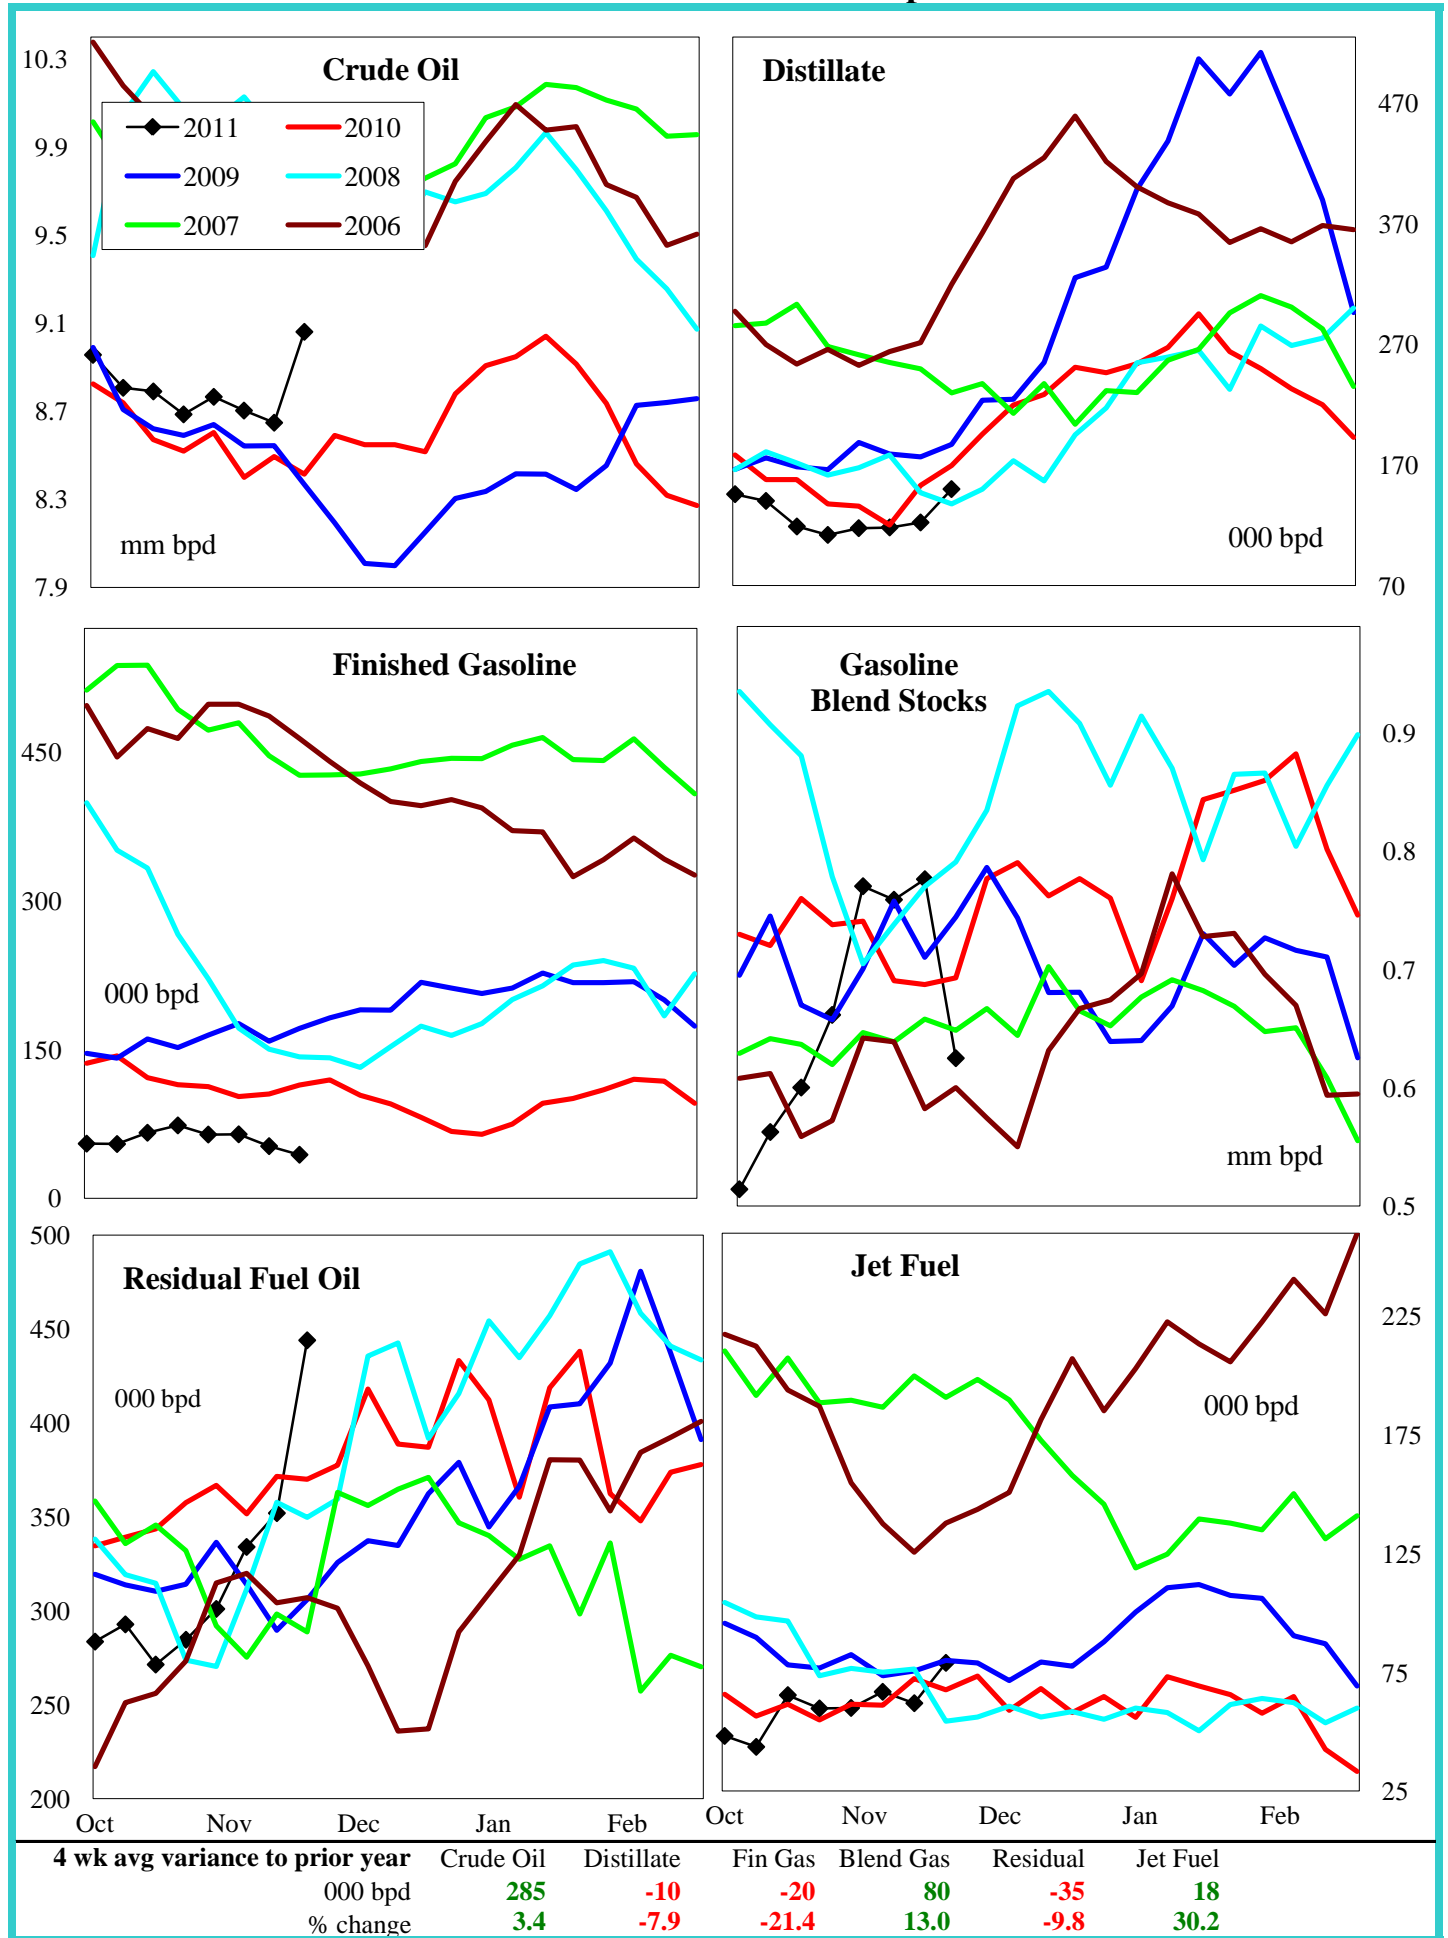 10.3
9.9
9.5
9.1
8.7
8.3
7.9
Crude Oil
2011 2010
2009 2008
2007 2006
mm bpd
Distillate
470
370
270
170
70
000 bpd
Finished Gasoline
450
300
150
0
000 bpd
Gasoline
Blend Stocks
0.9
0.8
0.7
0.6
0.5
mm bpd
Residual Fuel Oil
500
450
400
350
300
250
200
000 bpd
Oct Nov Dec Jan Feb
Jet Fuel
225
175
125
75
25
000 bpd
Oct Nov Dec Jan Feb
4 wk avg variance to prior year Crude Oil Distillate Fin Gas Blend Gas Residual Jet Fuel
000 bpd 285 -10 -20 80 -35 18
% change 3.4 -7.9 -21.4 13.0 -9.8 30.2